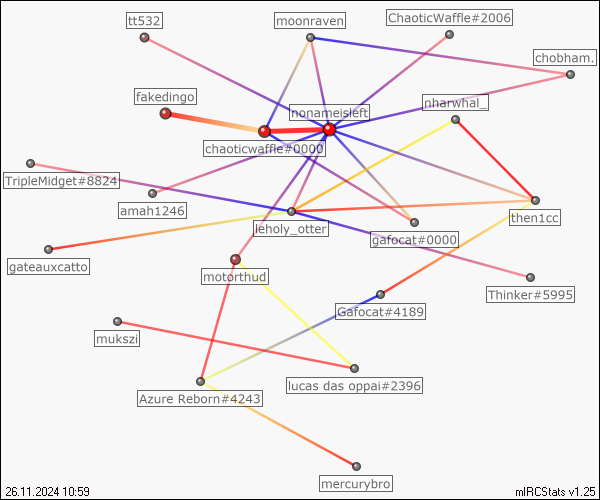 tt532
moonraven
ChaoticWaffle#2006
chobham.
fakedingo
nonameisleft
nharwhal_
chaoticwaffle#0000
TripleMidget#8824
amah1246
leholy_otter
then1cc
gafocat#0000
gateauxcatto
motorthud
Thinker#5995
Gafocat#4189
mukszi
lucas das oppai#2396
Azure Reborn#4243
mercurybro
26.11.2024 10:59
mIRCStats v1.25